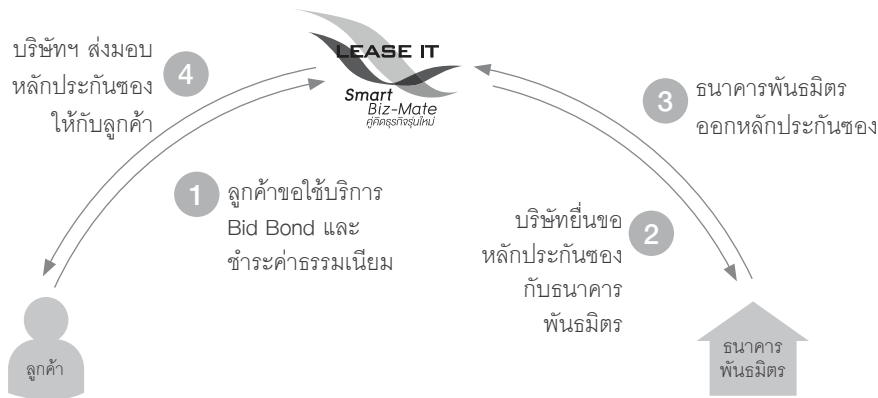 LEASE IT
Smart
Biz-Mate
คู่คิดธุรกิจรุ่นใหม่
1
ลูกค้าขอใช้บริการ
Bid Bond และ
ชำระค่าธรรมเนียม
2
บริษัทยื่นขอ
หลักประกันซอง
กับธนาคาร
พันธมิตร
3
ธนาคารพันธมิตร
ออกหลักประกันซอง
4
บริษัทฯ ส่งมอบ
หลักประกันซอง
ให้กับลูกค้า
ลูกค้า
ธนาคาร
พันธมิตร